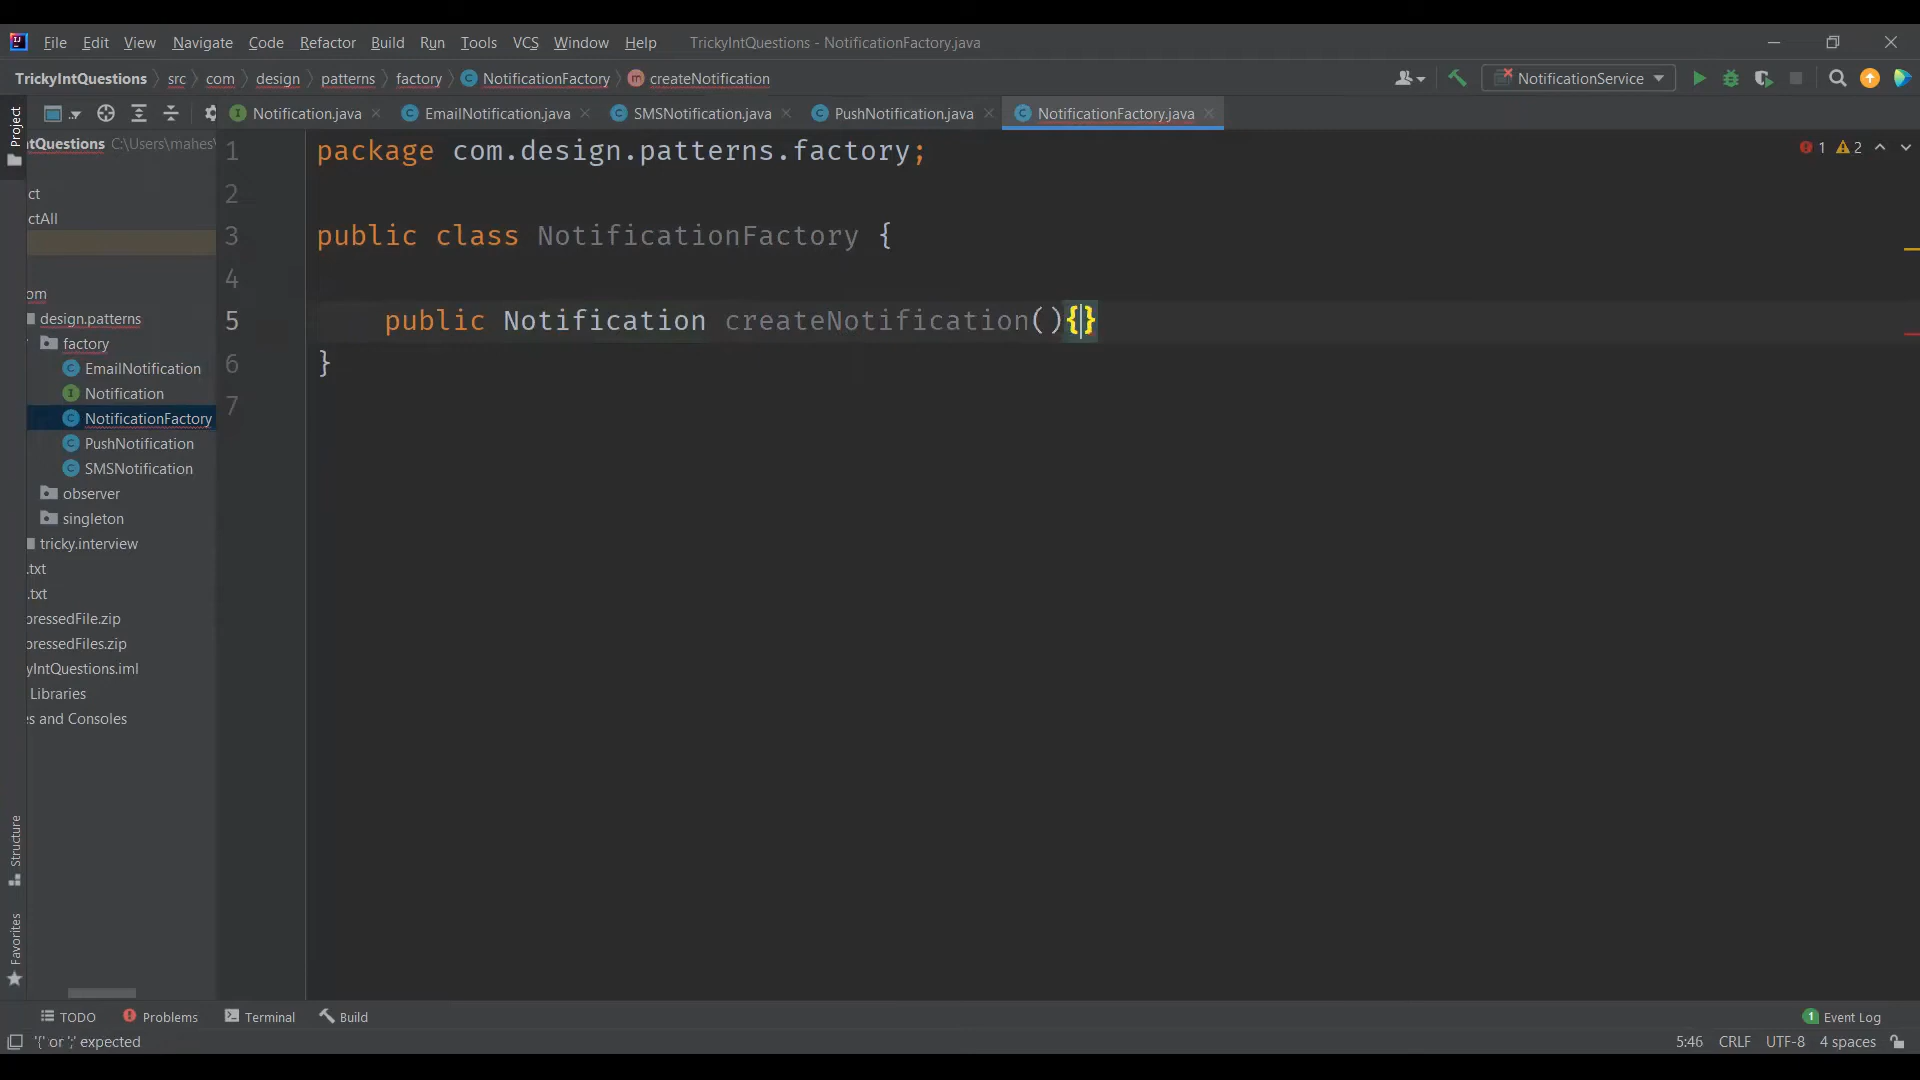 File Edit View Navigate Code Refactor Build Run Tools VCS Window Help TrickyIntQuestions - NotificationFactory.java
TrickyIntQuestions src com design patterns factory NotificationFactory createNotification NotificationService
Notification.java EmailNotification.java SMSNotification.java PushNotification.java NotificationFactory.java
Project
tQuestions C:\Users\mahes\
ct
ctAll
om
design.patterns
factory
EmailNotification
Notification
NotificationFactory
PushNotification
SMSNotification
observer
singleton
tricky.interview
.txt
.txt
pressedFile.zip
pressedFiles.zip
yIntQuestions.iml
Libraries
s and Consoles
Structure
Favorites
1 package com.design.patterns.factory;
2
3 public class NotificationFactory {
4
5 public Notification createNotification(){}
6 }
7
1 2
TODO Problems Terminal Build 1 Event Log
'{' or ';' expected 5:46 CRLF UTF-8 4 spaces